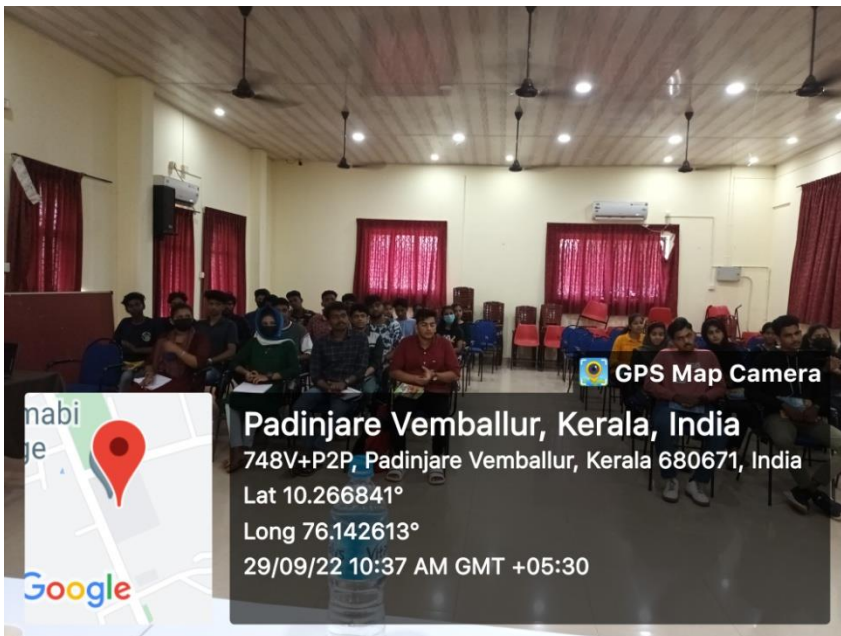 GPS Map Camera
mabi
Padinjare Vemballur, Kerala, India
748V+P2P, Padinjare Vemballur, Kerala 680671, India
Lat 10.266841°
Long 76.142613°
29/09/22 10:37 AM GMT +05:30
Google